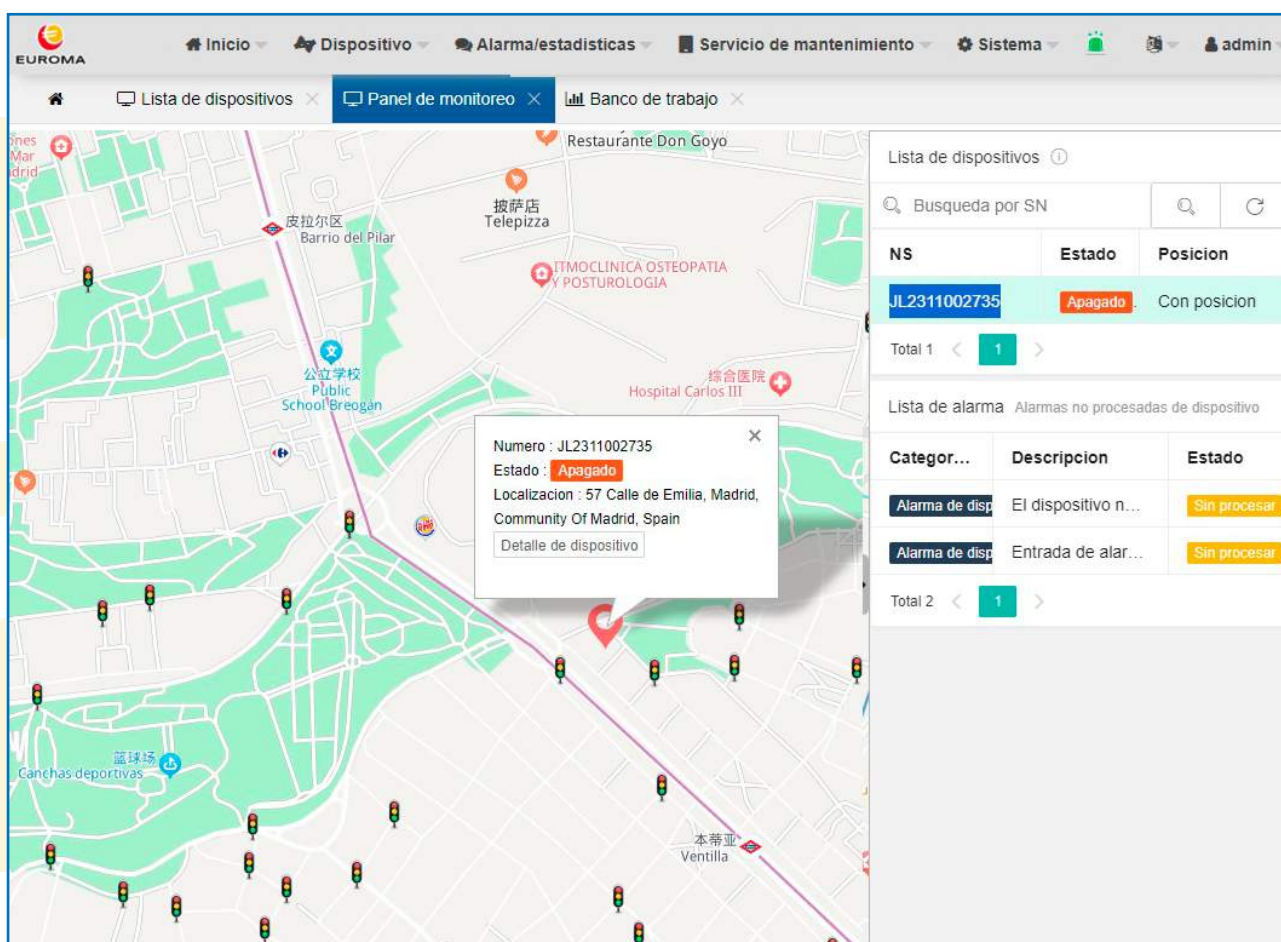 EUROMA
Inicio
Dispositivo
Alarma/estadisticas
Servicio de mantenimiento
Sistema
admin
Lista de dispositivos
Panel de monitoreo
Banco de trabajo
Restaurante Don Goyo
披萨店
Telepizza
皮拉尔区
Barrio del Pilar
ITMOCLINICA OSTEOPATIA
Y POSTUROLOGIA
公立学校
Public
School Breogán
综合医院
Hospital Carlos III
Numero : JL2311002735
Estado : Apagado
Localizacion : 57 Calle de Emilia, Madrid,
Community Of Madrid, Spain
Detalle de dispositivo
篮球场
Canchas deportivas
本蒂亚
Ventilla
Lista de dispositivos
Busqueda por SN
NS Estado Posicion
JL2311002735 Apagado Con posicion
Total 1 < 1 >
Lista de alarma Alarmas no procesadas de dispositivo
Categor... Descripcion Estado
Alarma de disp El dispositivo n... Sin procesar
Alarma de disp Entrada de alar... Sin procesar
Total 2 < 1 >